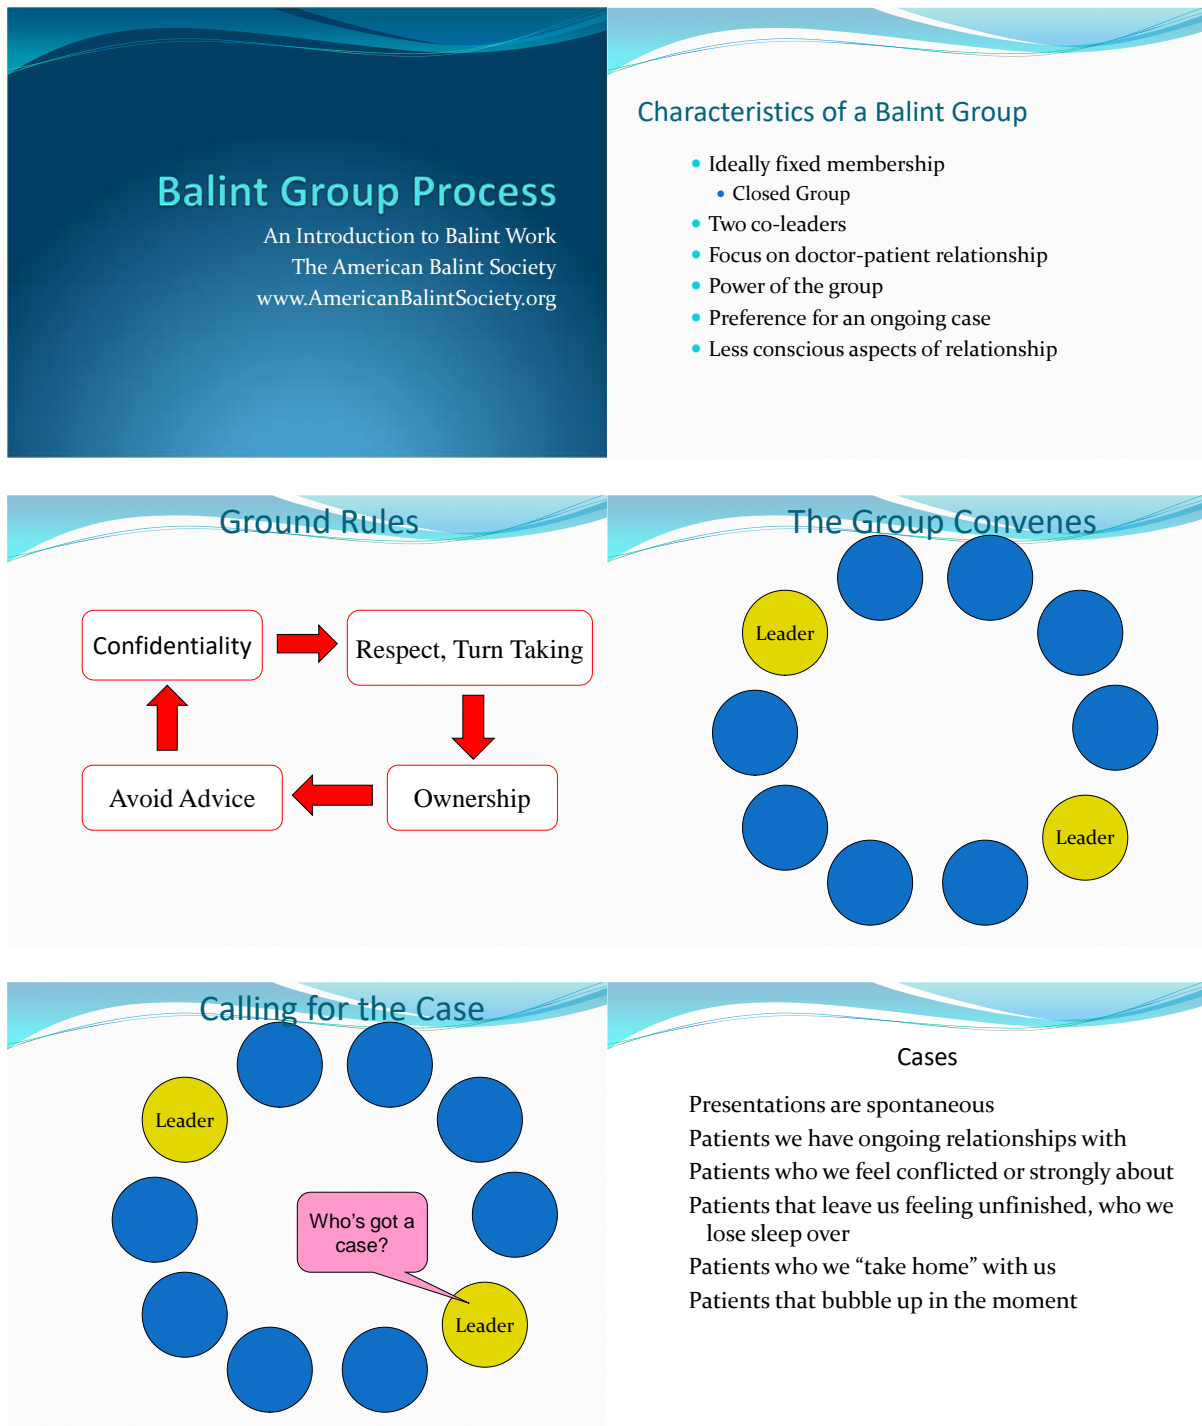 Balint Group Process
An Introduction to Balint Work
The American Balint Society
www.AmericanBalintSociety.org
Characteristics of a Balint Group
Ideally fixed membership
Closed Group
Two co-leaders
Focus on doctor-patient relationship
Power of the group
Preference for an ongoing case
Less conscious aspects of relationship
Ground Rules
Confidentiality
Respect, Turn Taking
Avoid Advice
Ownership
The Group Convenes
Leader
Leader
Calling for the Case
Leader
Who's got a
case?
Leader
Cases
Presentations are spontaneous
Patients we have ongoing relationships with
Patients who we feel conflicted or strongly about
Patients that leave us feeling unfinished, who we
lose sleep over
Patients who we “take home” with us
Patients that bubble up in the moment